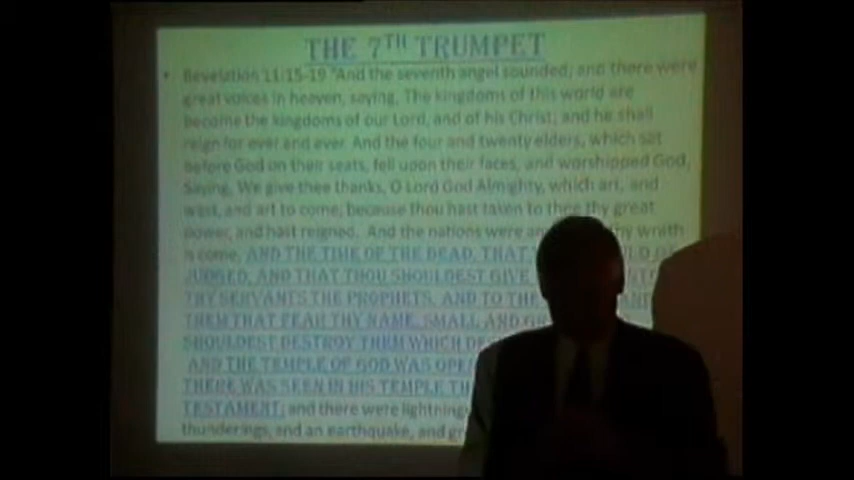 THE 7TH TRUMPET
• Revelation 11:15-19 "And the seventh angel sounded; and there were
great voices in heaven, saying, The kingdoms of this world are
become the kingdoms of our Lord, and of his Christ; and he shall
reign for ever and ever. And the four and twenty elders, which sat
before God on their seats, fell upon their faces, and worshipped God,
Saying, We give thee thanks, O Lord God Almighty, which art, and
wast, and art to come; because thou hast taken to thee thy great
power, and hast reigned. And the nations were thy wrath
is come, AND THE TIME OF THE DEAD, THAT
JUDGED, AND THAT THOU SHOULDEST GIVE
THY SERVANTS THE PROPHETS, AND TO THE
THEM THAT FEAR THY NAME, SMALL AND
SHOULDEST DESTROY THEM WHICH
AND THE TEMPLE OF GOD WAS
THERE WAS SEEN IN HIS TEMPLE
TESTAMENT: and there were
thunderings, and an earthquake, and